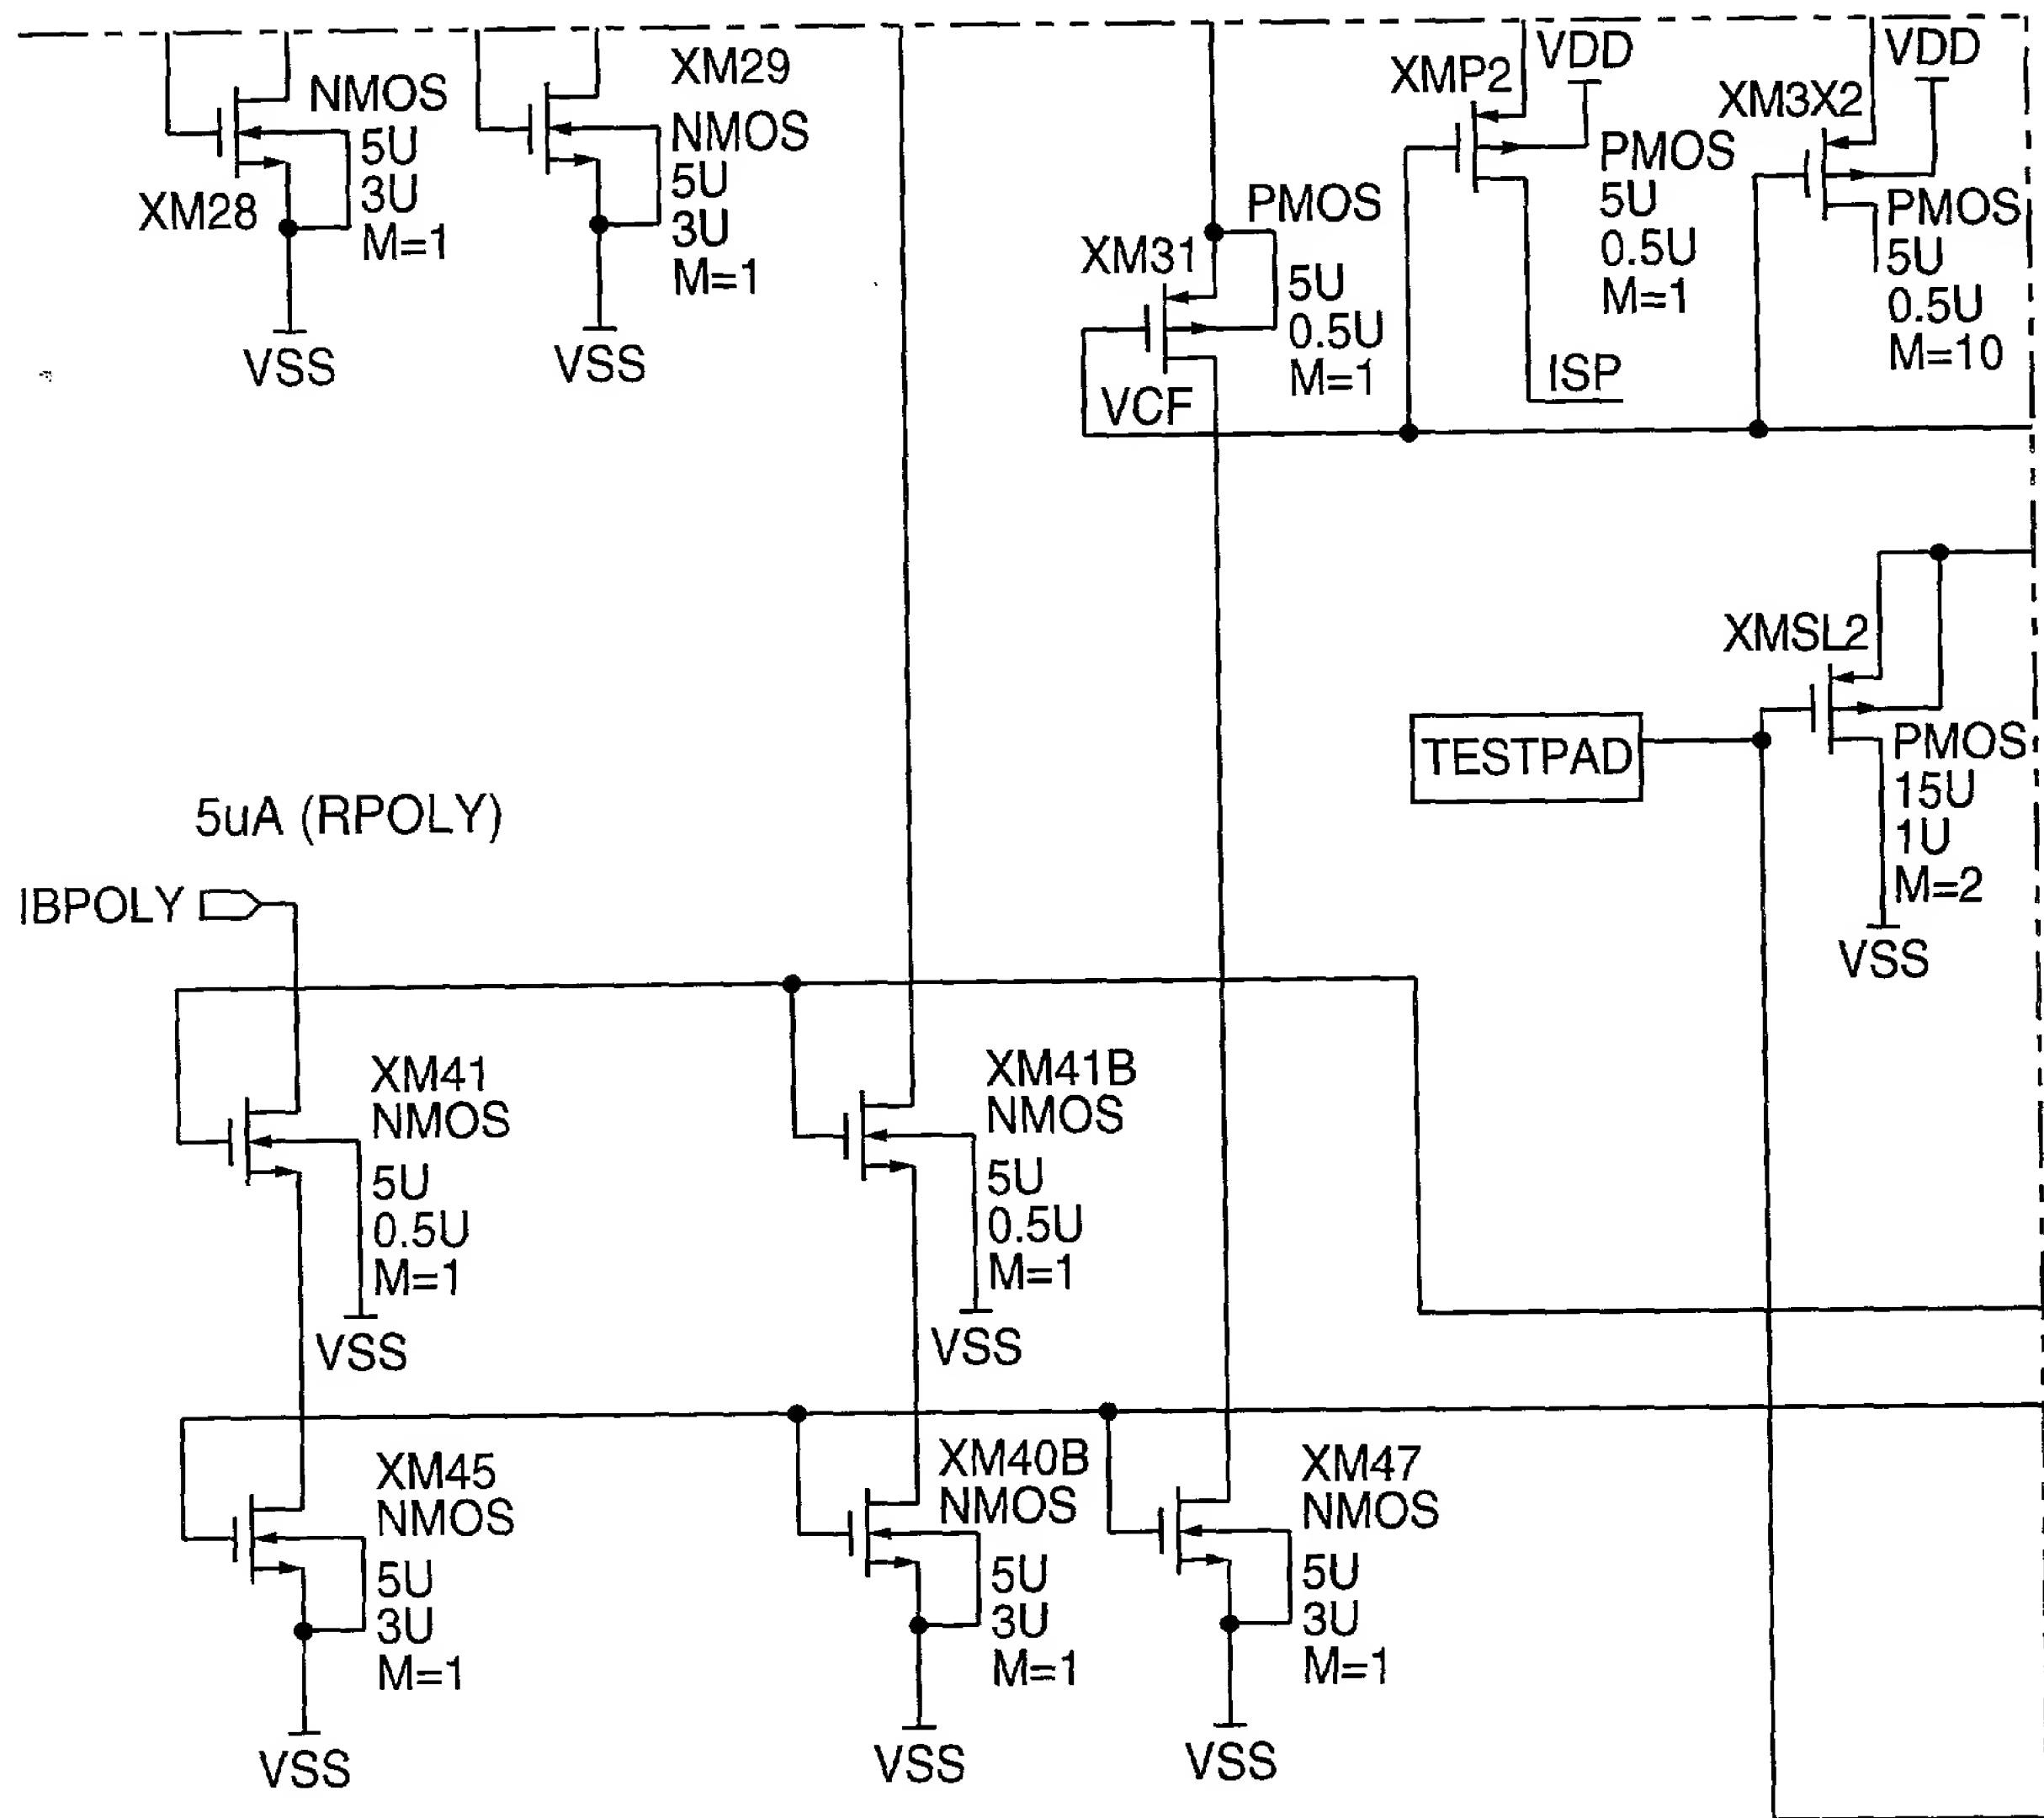 XM28
NMOS
5U
3U
M=1
VSS
XM29
NMOS
5U
3U
M=1
VSS
XM31
PMOS
5U
0.5U
M=1
VCF
XMP2
VDD
PMOS
5U
0.5U
M=1
ISP
XM3X2
VDD
PMOS
5U
0.5U
M=10
XMSL2
PMOS
15U
1U
M=2
VSS
TESTPAD
5uA (RPOLY)
IBPOLY
XM41
NMOS
5U
0.5U
M=1
VSS
XM41B
NMOS
5U
0.5U
M=1
VSS
XM45
NMOS
5U
3U
M=1
VSS
XM40B
NMOS
5U
3U
M=1
VSS
XM47
NMOS
5U
3U
M=1
VSS